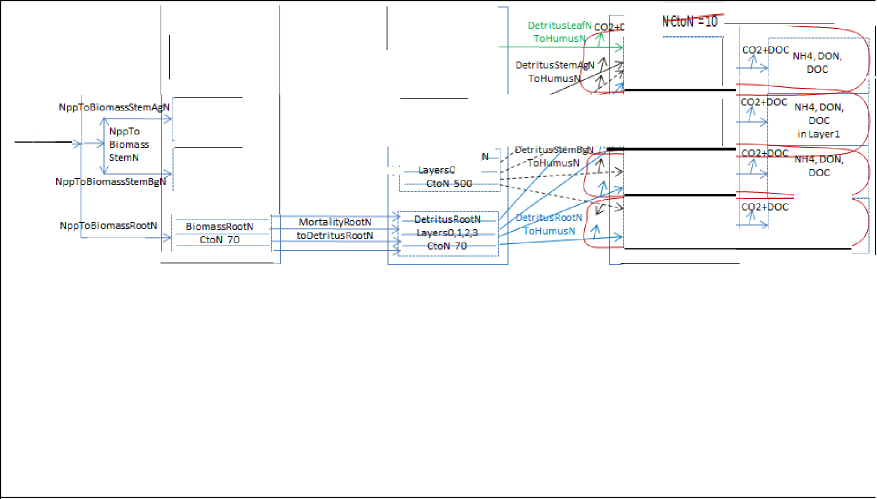 DetritusLeafN
ToHumusN
CO2+D
N CtoN =10
CO2+DOC
NH4, DON,
DOC
DetritusStemAgN
ToHumusN
NppToBiomassStemAgN
NppTo
Biomass
StemN
CO2+DOC
NH4, DON,
DOC
in Layer1
NppToBiomassStemBgN
N
Layers0
CtoN 500
DetritusStemBgN
ToHumusN
CO2+DOC
NH4, DON,
DOC
NppToBiomassRootN
BiomassRootN
CtoN 70
MortalityRootN
toDetritusRootN
DetritusRootN
Layers0,1,2,3
CtoN 70
DetritusRootN
ToHumusN
CO2+DOC